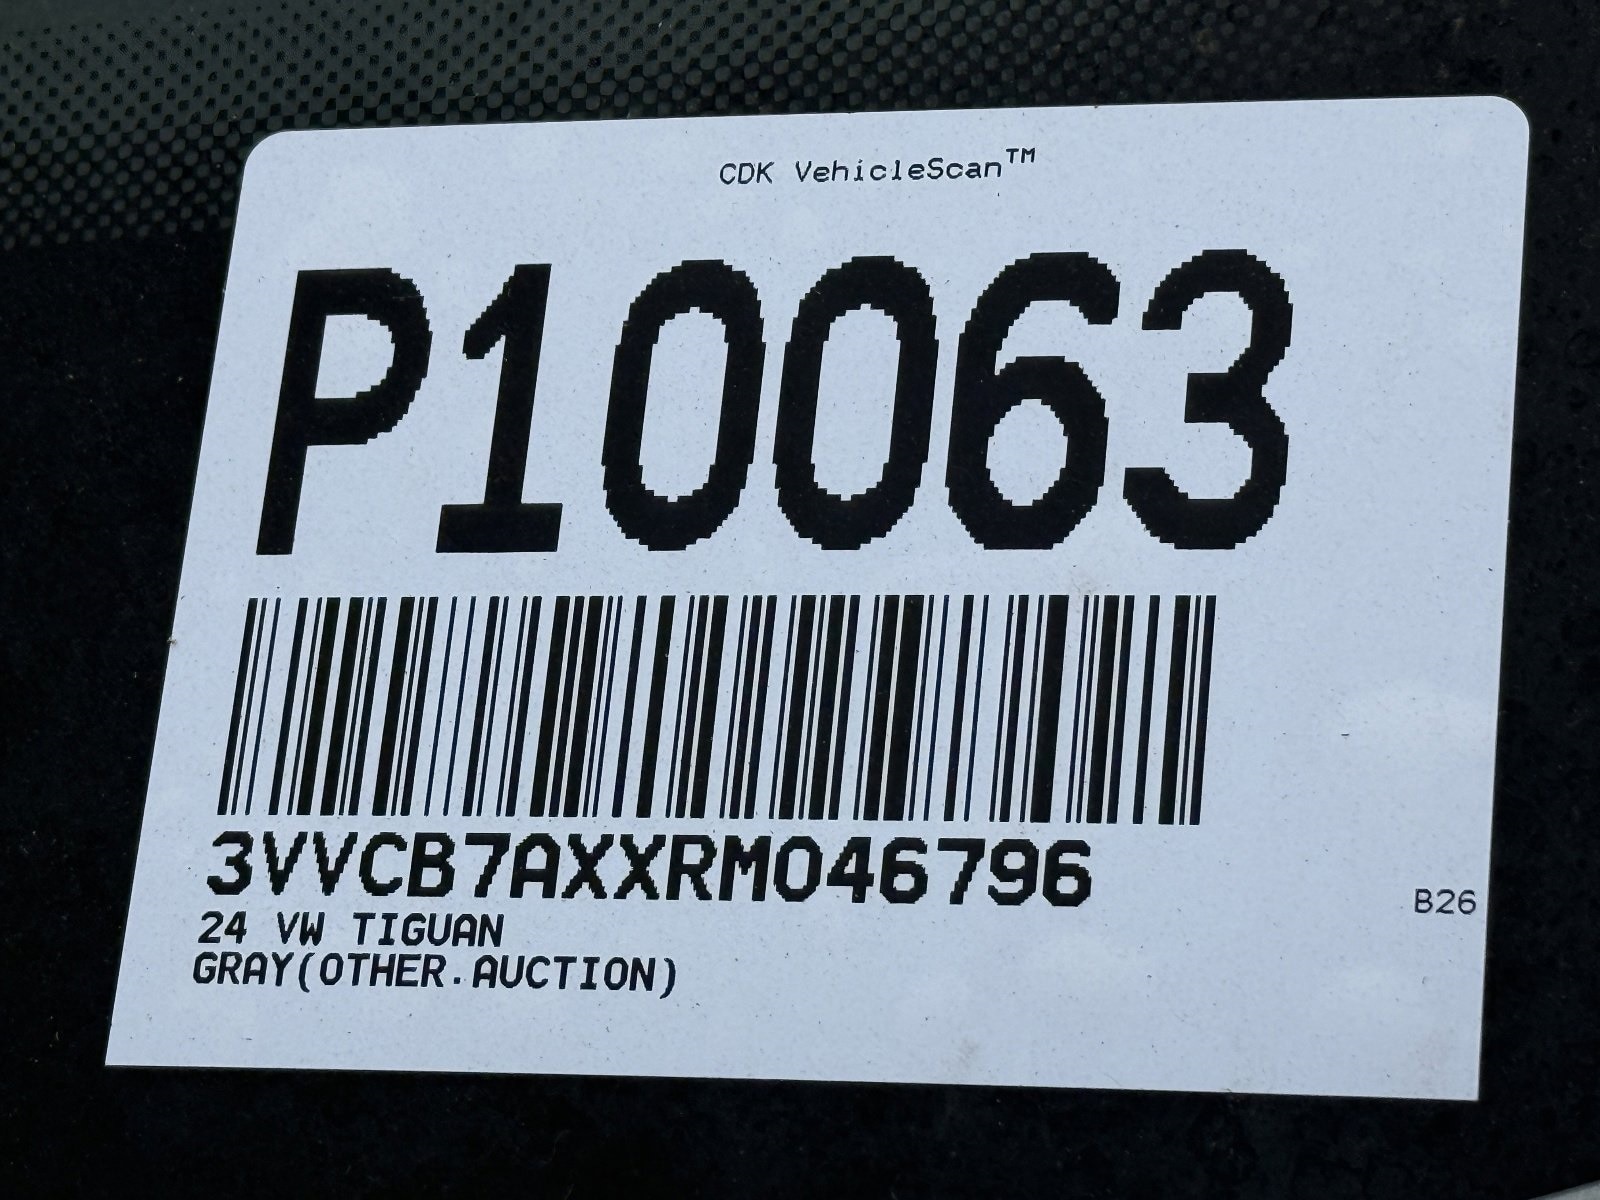 CDK VehicleScan™
P10063
3VVCB7AXXRM046796
24 VW TIGUAN
B26
GRAY(OTHER.AUCTION)